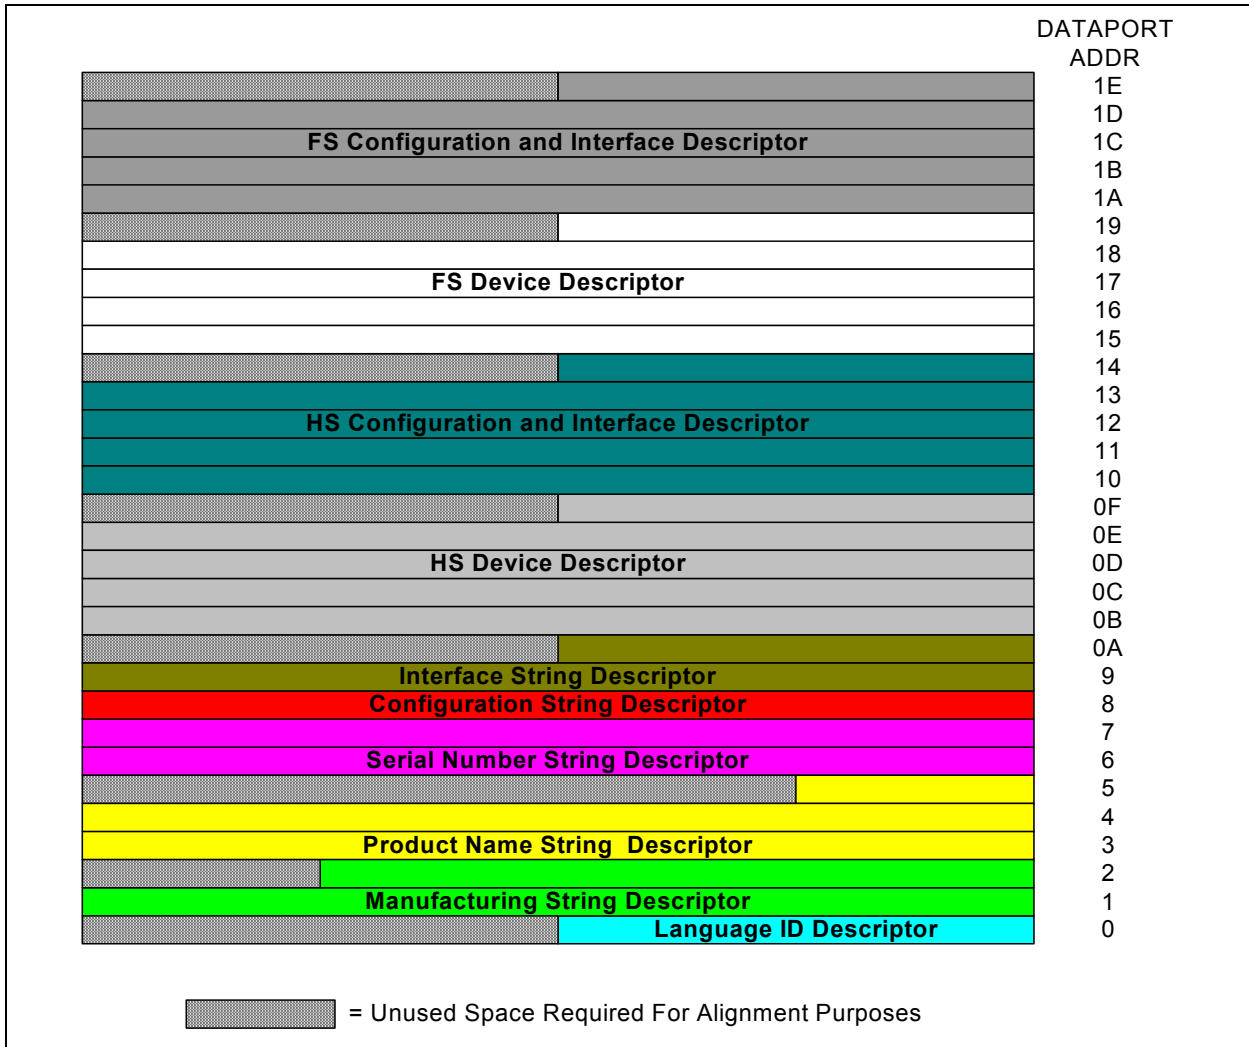 DATAPORT
ADDR
1E
1D
FS Configuration and Interface Descriptor 1C
1B
1A
19
18
FS Device Descriptor 17
16
15
14
13
HS Configuration and Interface Descriptor 12
11
10
0F
0E
HS Device Descriptor 0D
0C
0B
0A
Interface String Descriptor 9
Configuration String Descriptor 8
7
Serial Number String Descriptor 6
5
4
Product Name String Descriptor 3
2
Manufacturing String Descriptor 1
Language ID Descriptor 0
= Unused Space Required For Alignment Purposes